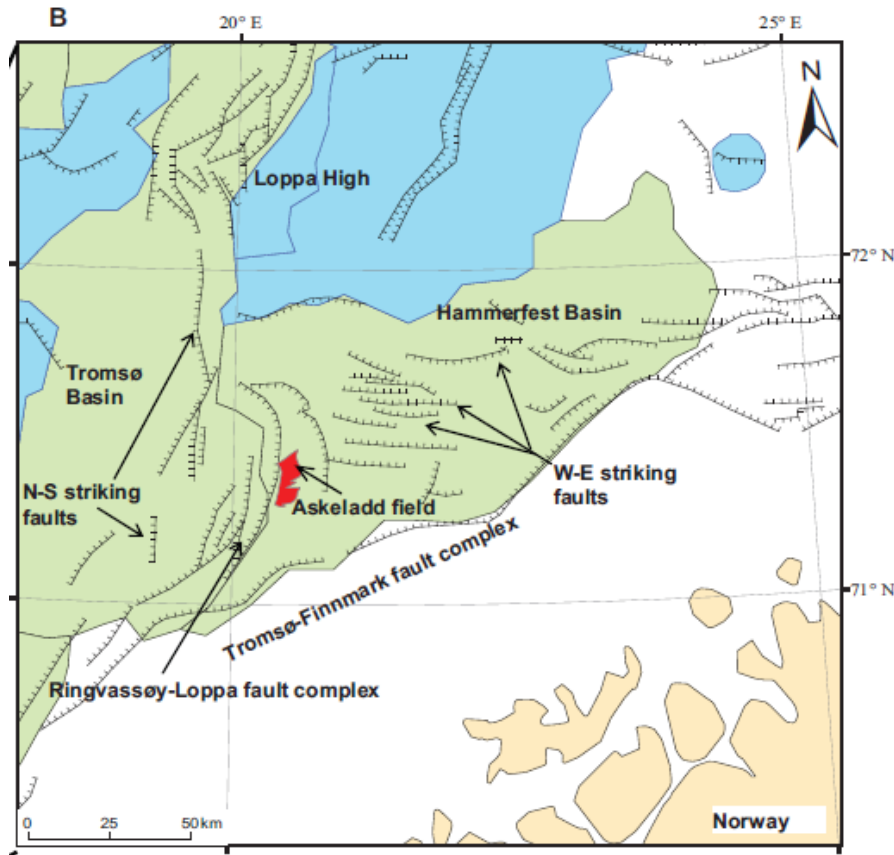 B
20° E
25° E
N
Loppa High
72° N
Hammerfest Basin
Tromsø
Basin
N-S striking
faults
W-E striking
faults
Askeladd field
71° N
Tromsø-Finnmark fault complex
Ringvassøy-Loppa fault complex
0 25 50 km
Norway